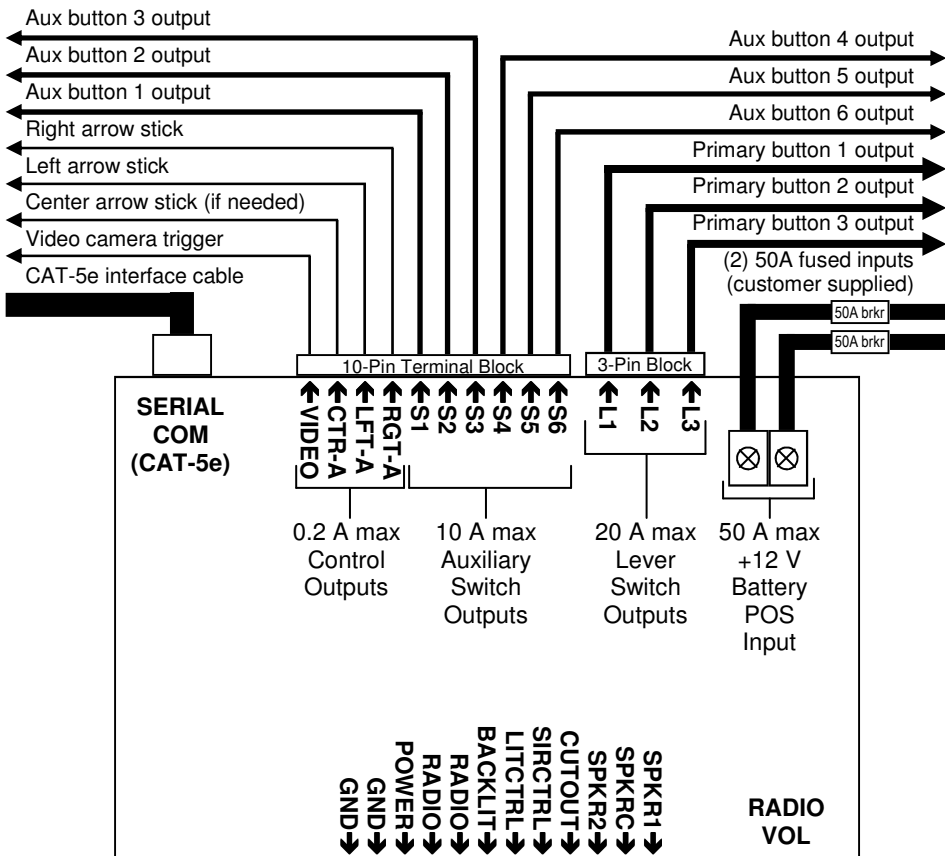 Aux button 3 output
Aux button 2 output
Aux button 1 output
Right arrow stick
Left arrow stick
Center arrow stick (if needed)
Video camera trigger
CAT-5e interface cable
Aux button 4 output
Aux button 5 output
Aux button 6 output
Primary button 1 output
Primary button 2 output
Primary button 3 output
(2) 50A fused inputs
(customer supplied)
50A brkr
50A brkr
10-Pin Terminal Block
3-Pin Block
SERIAL
COM
(CAT-5e)
VIDEO
CTR-A
LFT-A
RGT-A
S1
S2
S3
S4
S5
S6
L1
L2
L3
0.2 A max
Control
Outputs
10 A max
Auxiliary
Switch
Outputs
20 A max
Lever
Switch
Outputs
50 A max
+12 V
Battery
POS
Input
GND
GND
POWER
RADIO
RADIO
BACKLIT
LITCTRL
SIRCTRL
CUTOUT
SPKR2
SPKRC
SPKR1
RADIO
VOL